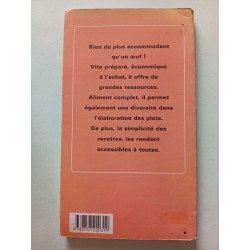 Rien de plus accommodant
qu'un œuf !
Vite préparé, économique
à l'achat, il offre de
grandes ressources.
Aliment complet, il permet
également une diversité dans
l'élaboration des plats.
De plus, la simplicité des
recettes, les rendent
accessibles à toutes.